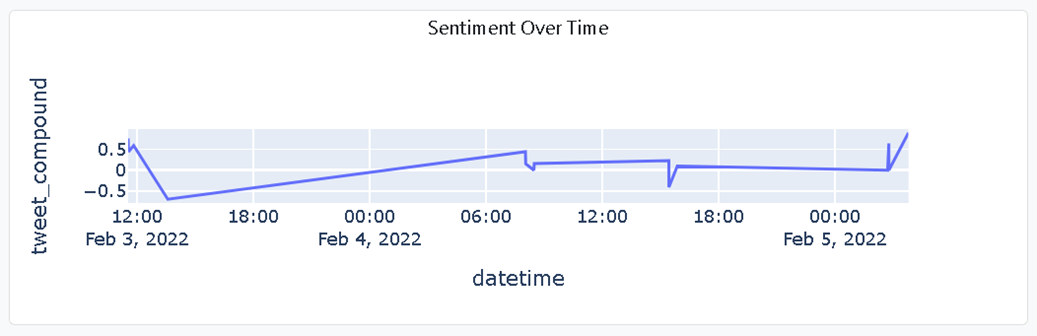 Sentiment Over Time
tweet_compound
0.5
0
−0.5
12:00 18:00 00:00 06:00 12:00 18:00 00:00
Feb 3, 2022 Feb 4, 2022 Feb 5, 2022
datetime